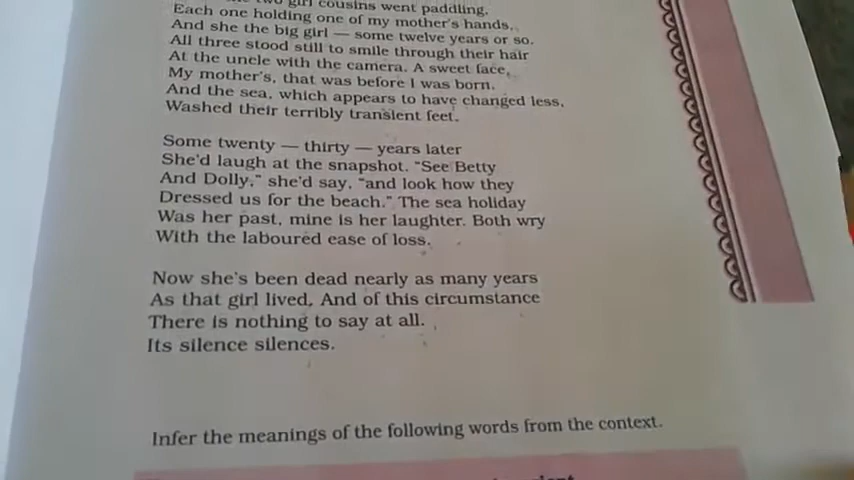 two girl cousins went paddling,
Each one holding one of my mother's hands,
And she the big girl — some twelve years or so.
All three stood still to smile through their hair
At the uncle with the camera. A sweet face,
My mother's, that was before I was born.
And the sea, which appears to have changed less,
Washed their terribly transient feet.
Some twenty — thirty — years later
She'd laugh at the snapshot. “See Betty
And Dolly,” she'd say, “and look how they
Dressed us for the beach.” The sea holiday
Was her past, mine is her laughter. Both wry
With the laboured ease of loss.
Now she's been dead nearly as many years
As that girl lived. And of this circumstance
There is nothing to say at all.
Its silence silences.
Infer the meanings of the following words from the context.